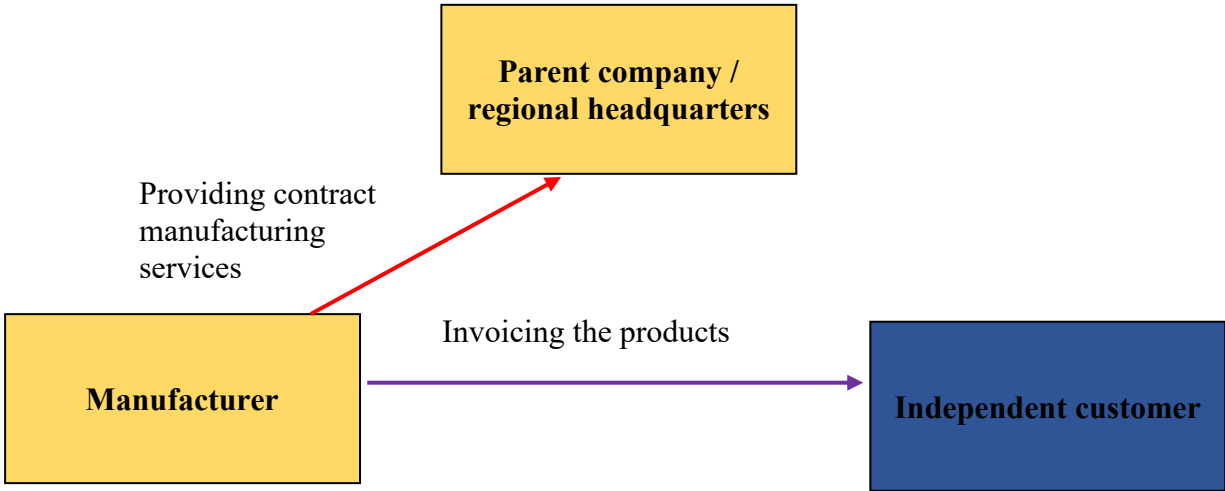 Parent company /
regional headquarters
Providing contract
manufacturing
services
Invoicing the products
Manufacturer
Independent customer